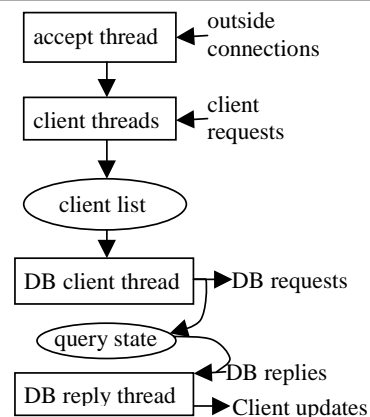 accept thread
outside
connections
client threads
client
requests
client list
DB client thread
DB requests
query state
DB replies
DB reply thread
Client updates